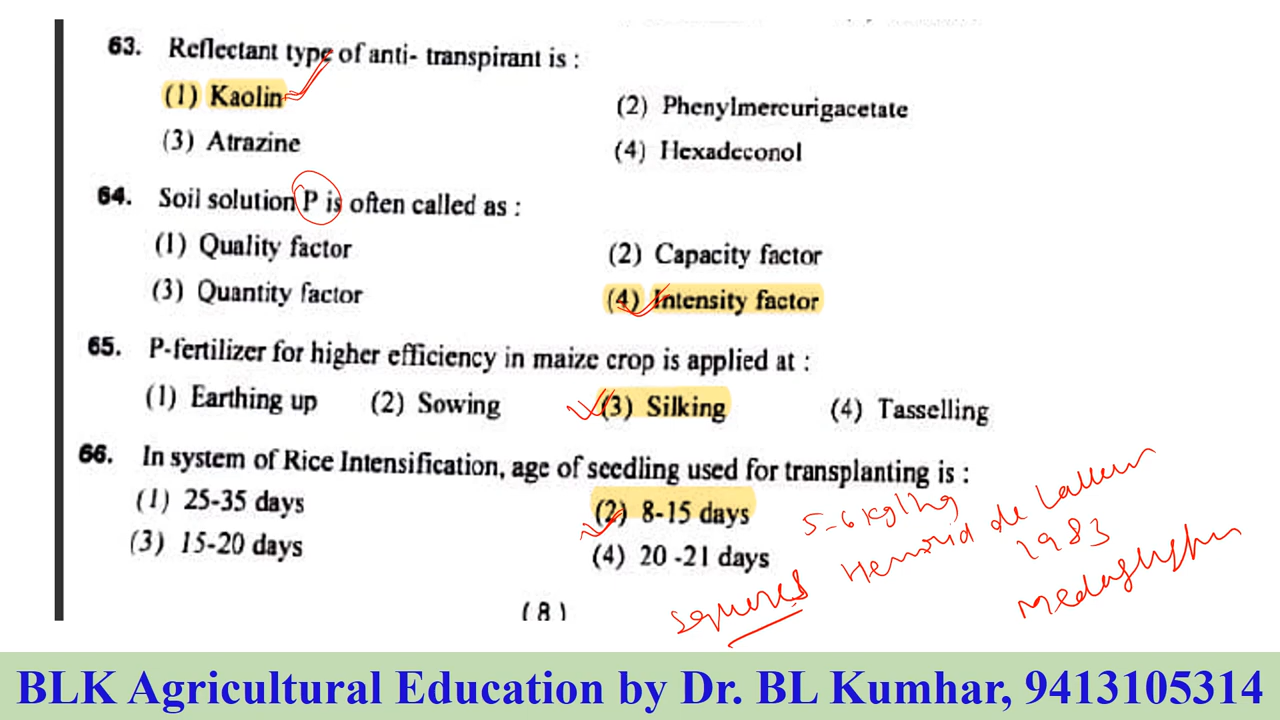 63. Reflectant type of anti- transpirant is :
(1) Kaolin (2) Phenylmercurigacetate
(3) Atrazine (4) Hexadeconol
64. Soil solution P is often called as :
(1) Quality factor (2) Capacity factor
(3) Quantity factor (4) Intensity factor
65. P-fertilizer for higher efficiency in maize crop is applied at :
(1) Earthing up (2) Sowing (3) Silking (4) Tasselling
66. In system of Rice Intensification, age of seedling used for transplanting is :
(1) 25-35 days (2) 8-15 days
(3) 15-20 days (4) 20 -21 days
5-6 kg/hg
de
1983
(8)
BLK Agricultural Education by Dr. BL Kumhar, 9413105314